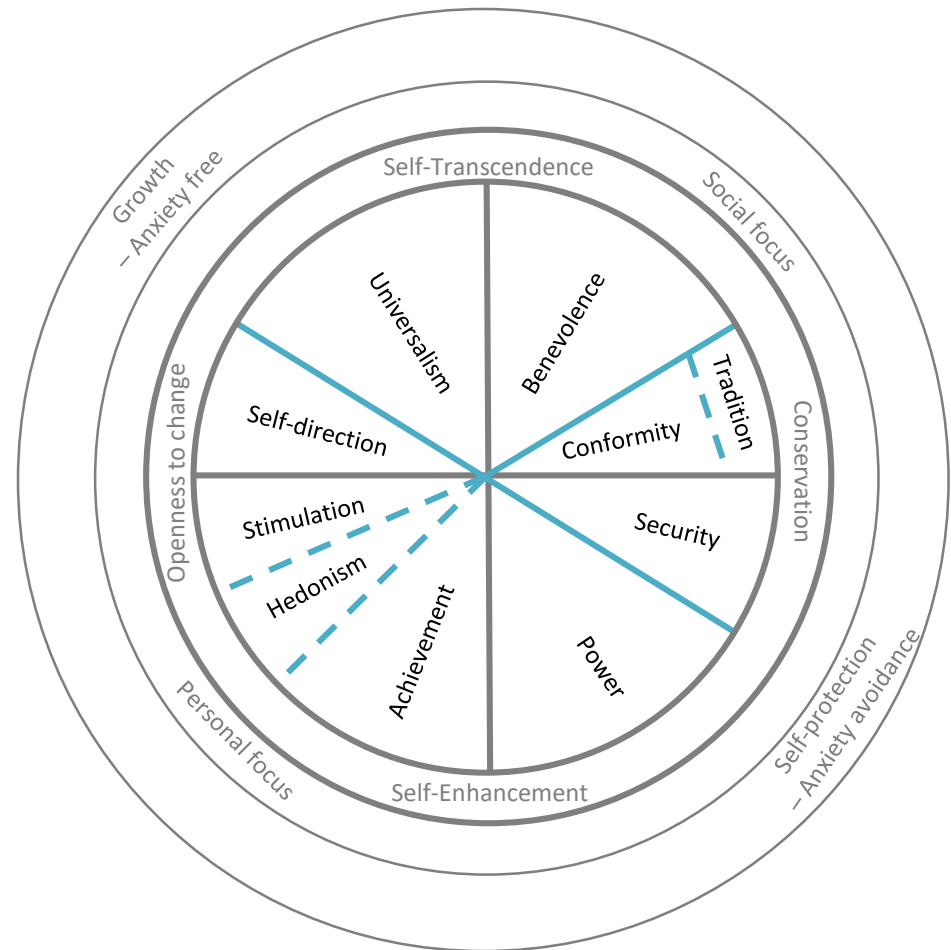 Growth
– Anxiety free
Self-Transcendence
Social focus
Universalism
Benevolence
Tradition
Conformity
Self-direction
Openness to change
Conservation
Stimulation
Security
Hedonism
Achievement
Power
Personal focus
Self-protection
– Anxiety avoidance
Self-Enhancement